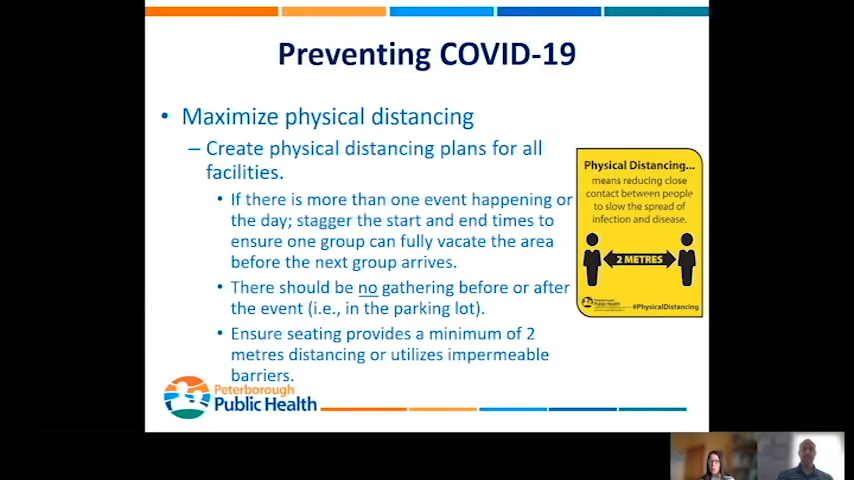 Preventing COVID-19
• Maximize physical distancing
– Create physical distancing plans for all
facilities.
• If there is more than one event happening or
the day; stagger the start and end times to
ensure one group can fully vacate the area
before the next group arrives.
• There should be no gathering before or after
the event (i.e., in the parking lot).
• Ensure seating provides a minimum of 2
metres distancing or utilizes impermeable
barriers.
Physical Distancing...
means reducing close
contact between people
to slow the spread of
infection and disease.
2 METRES
Peterborough
Public Health
#PhysicalDistancing
Peterborough
Public Health